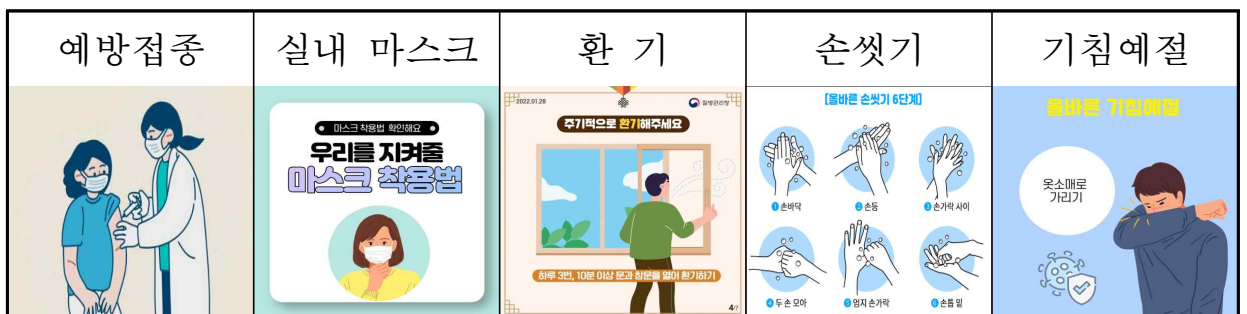 예방접종
실내 마스크
환 기
손씻기
기침예절
마스크 착용법 확인해요
우리를 지켜줄
마스크 착용법
2022.01.28
질병관리청
주기적으로 환기해주세요
하루 3번, 10분 이상 문과 창문을 열어 환기하기
4/7
[올바른 손씻기 6단계]
1 손바닥
2 손등
3 손가락 사이
4 두 손 모아
5 엄지 손가락
6 손톱 밑
올바른 기침예절
옷소매로
가리기